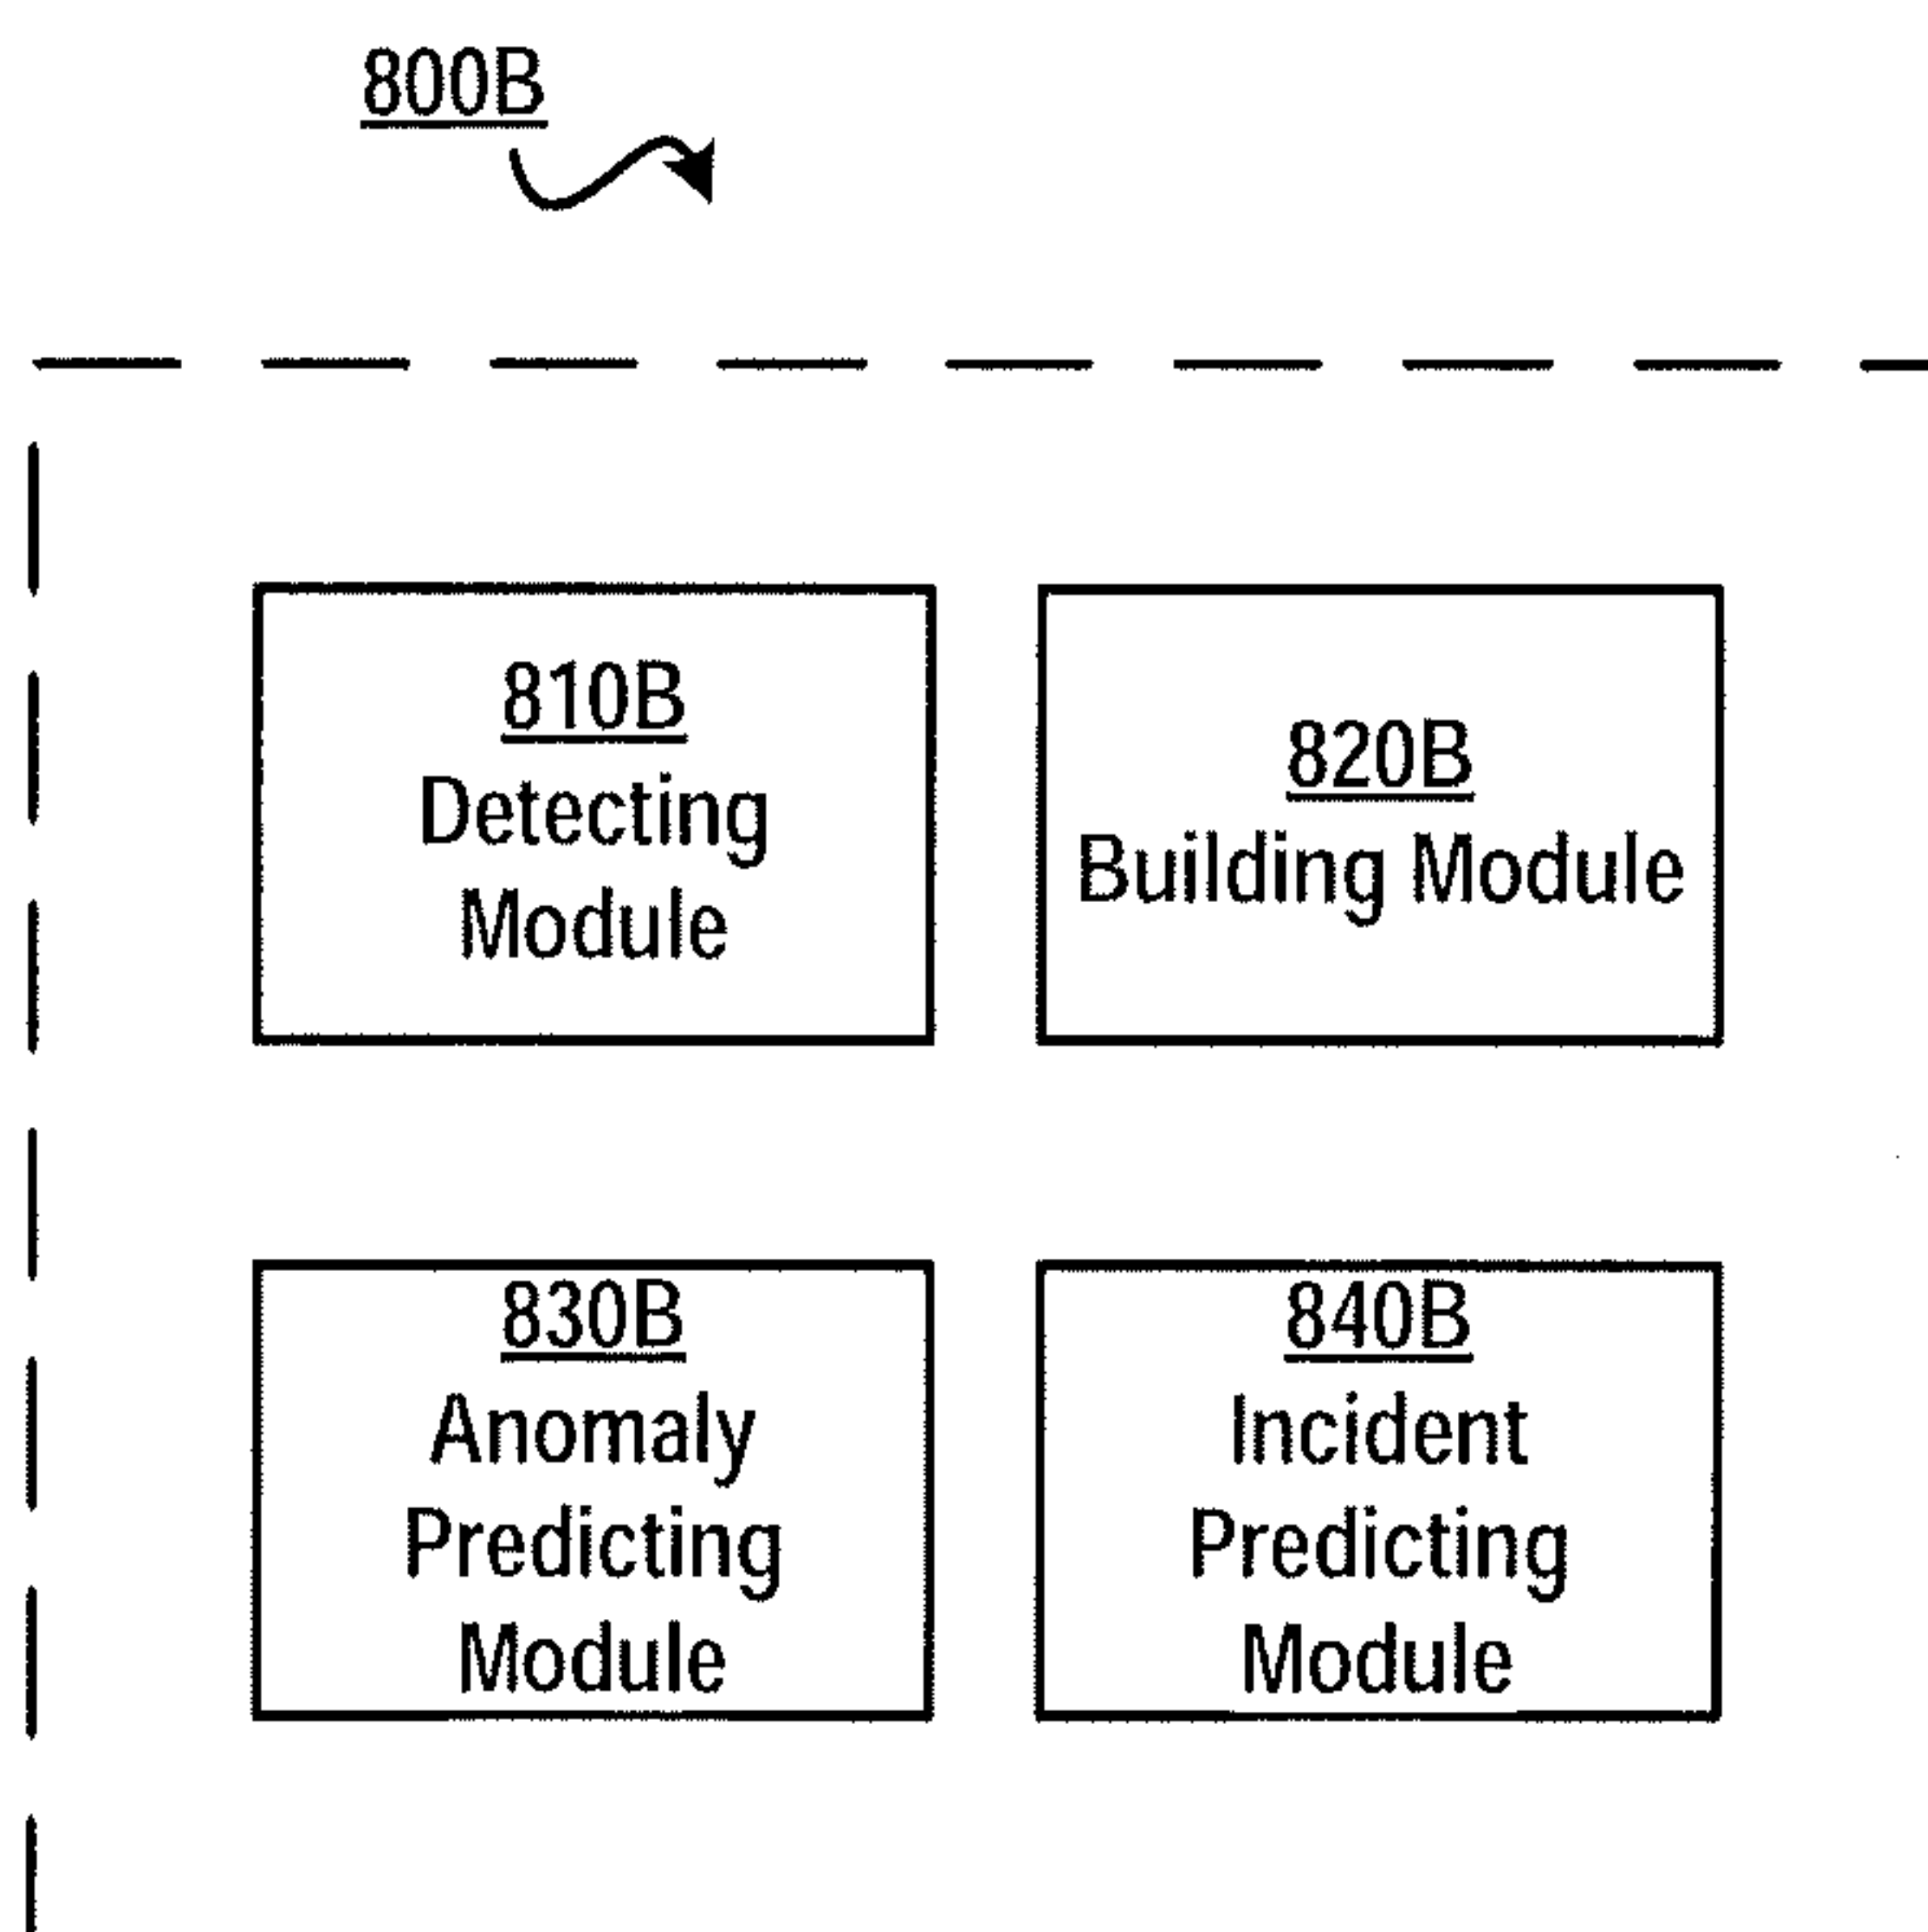 800B
810B
Detecting
Module
820B
Building Module
830B
Anomaly
Predicting
Module
840B
Incident
Predicting
Module